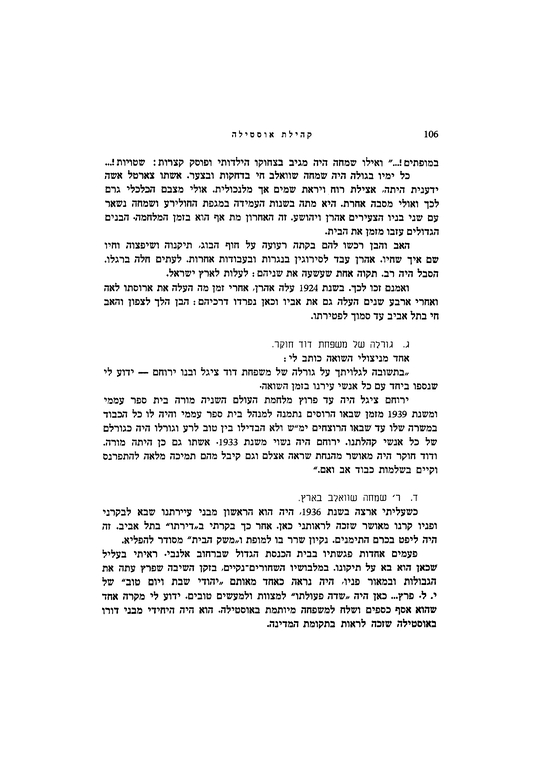 106
קהילת אוסטילה
במופתים!..." ואילו שמחה היה מגיב בצחוקו הילדותי ופוסק קצרות: שטויות!...
כל ימיו בגולה היה שמחה שוואלב חי בדחקות ובצער. אשתו צארטל אשה
ידענית היתה, אצילת רוח ויראת שמים אך מלנכולית. אולי מצבם הכלכלי גרם
לכך ואולי מסבה אחרת. היא מתה בשנות העמידה במגפת החולירע ושמחה נשאר
עם שני בניו הצעירים אהרן ויהושע. זה האחרון מת אף הוא בזמן המלחמה. הבנים
הגדולים עזבו מזמן את הבית.
האב והבן רכשו להם בקתה רעועה על חוף הבוג, תיקנוה ושיפצוה וחיו
שם איך שחיו. אהרן עבד לסירוגין בנגרות ובעבודות אחרות. לעתים חלה ברגלו.
הסבל היה רב. תקוה אחת שעשעה את שניהם: לעלות לארץ ישראל.
ואמנם זכו לכך. בשנת 1924 עלה אהרן, אחרי זמן מה העלה את ארוסתו לאה
ואחרי ארבע שנים העלה גם את אביו וכאן נפרדו דרכיהם: הבן הלך לצפון והאב
חי בתל אביב עד סמוך לפטירתו.
ג. גורלה של משפחת דוד חוקר.
אחד מניצולי השואה כותב לי:
„בתשובה לגלויתך על גורלה של משפחת דוד ציגל ובנו ירוחם — ידוע לי
שנספו ביחד עם כל אנשי עירנו בזמן השואה.
ירוחם ציגל היה עד פרוץ מלחמת העולם השניה מורה בית ספר עממי
ומשנת 1939 מזמן שבאו הרוסים נתמנה למנהל בית ספר עממי והיה לו כל הכבוד
במשרה שלו עד שבאו הרוצחים ימ"ש ולא הבדילו בין טוב לרע וגורלו היה כגורלם
של כל אנשי קהלתנו. ירוחם היה נשוי משנת 1933. אשתו גם כן היתה מורה.
ודוד חוקר היה מאושר מהנחת שראה אצלם וגם קיבל מהם תמיכה מלאה להתפרנס
וקיים בשלמות כבוד אב ואם."
ד. ר' שמחה שוואלב בארץ.
כשעליתי ארצה בשנת 1936, היה הוא הראשון מבני עיירתנו שבא לבקרני
ופניו קרנו מאושר שזכה לראותני כאן. אחר כך בקרתי ב„דירתו" בתל אביב. זה
היה ליפט בכרם התימנים. נקיון שרר בו למופת ו„משק הבית" מסודר להפליא.
פעמים אחדות פגשתיו בבית הכנסת הגדול שברחוב אלנבי. ראיתי בעליל
שכאן הוא בא על תיקונו. במלבושיו השחורים־נקיים, בזקן השיבה שפרץ עתה את
הגבולות ובמאור פניו, היה נראה כאחד מאותם „יהודי שבת ויום טוב" של
י. ל. פרץ... כאן היה „שדה פעולתו" למצוות ולמעשים טובים. ידוע לי מקרה אחד
שהוא אסף כספים ושלח למשפחה מיותמת באוסטילה. הוא היה היחידי מבני דורו
באוסטילה שזכה לראות בתקומת המדינה.